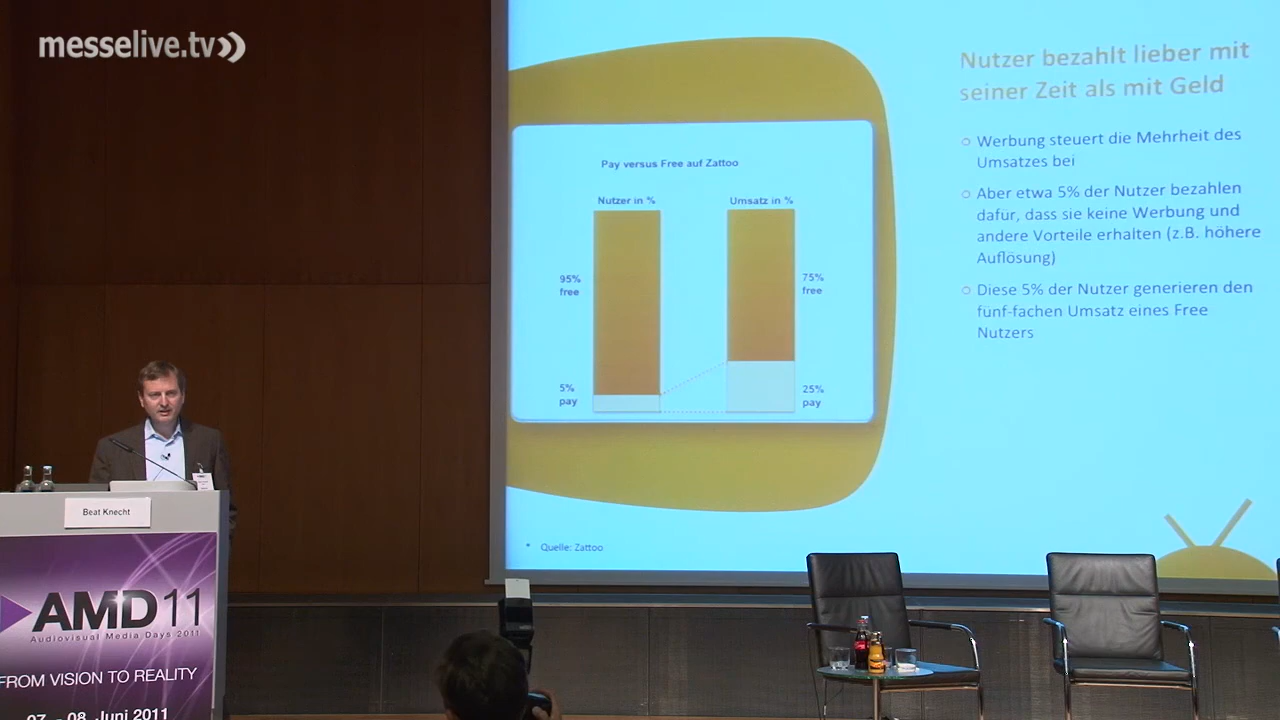 messelive.tv
Nutzer bezahlt lieber mit
seiner Zeit als mit Geld
Werbung steuert die Mehrheit des
Umsatzes bei
Aber etwa 5% der Nutzer bezahlen
dafür, dass sie keine Werbung und
andere Vorteile erhalten (z.B. höhere
Auflösung)
Diese 5% der Nutzer generieren den
fünf-fachen Umsatz eines Free
Nutzers
Pay versus Free auf Zattoo
Nutzer in %
Umsatz in %
95%
free
75%
free
5%
pay
25%
pay
* Quelle: Zattoo
Beat Knecht
AMD11
Audiovisual Media Days 2011
FROM VISION TO REALITY
07. - 08. Juni 2011